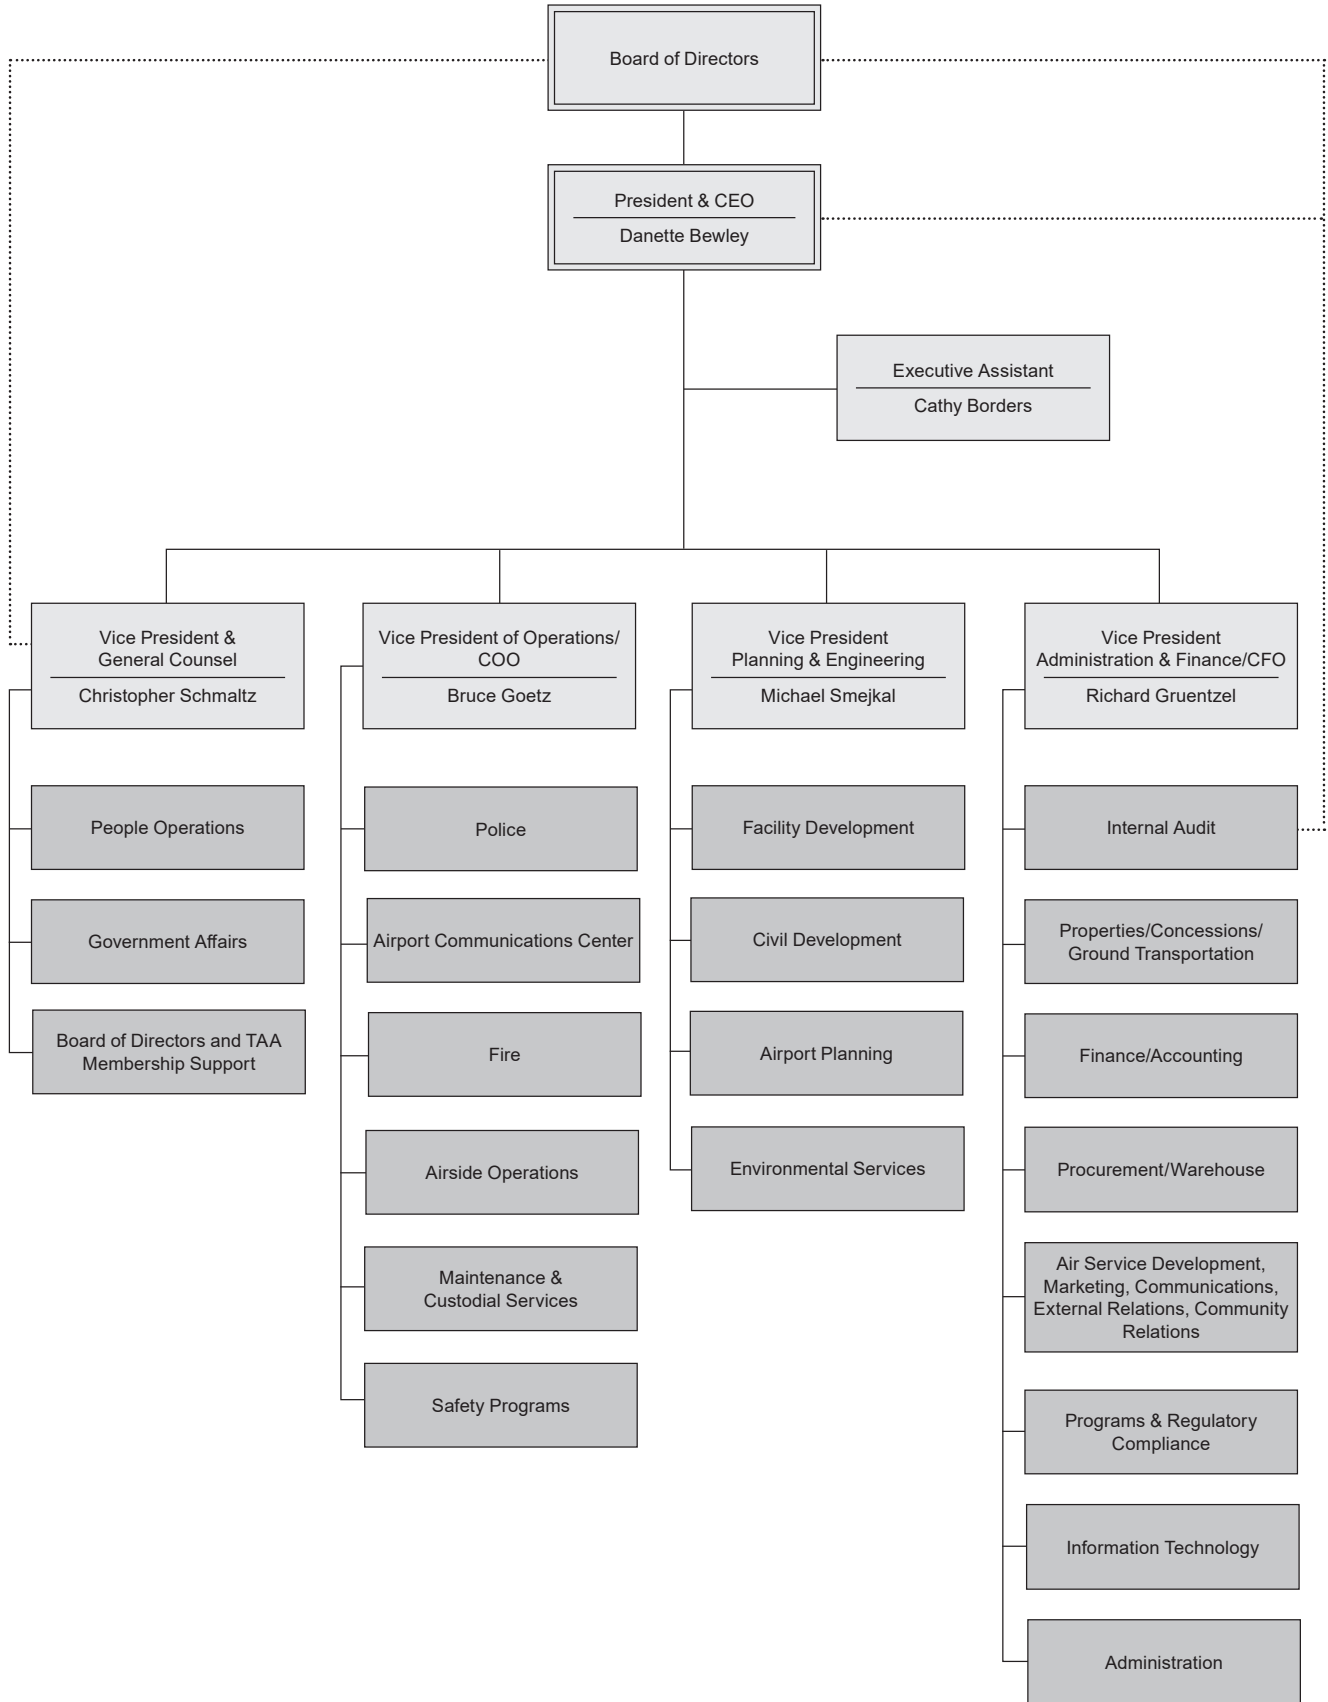 Board of Directors
President & CEO
Danette Bewley
Executive Assistant
Cathy Borders
Vice President &
General Counsel
Christopher Schmaltz
People Operations
Government Affairs
Board of Directors and TAA
Membership Support
Vice President of Operations/
COO
Bruce Goetz
Police
Airport Communications Center
Fire
Airside Operations
Maintenance &
Custodial Services
Safety Programs
Vice President
Planning & Engineering
Michael Smejkal
Facility Development
Civil Development
Airport Planning
Environmental Services
Vice President
Administration & Finance/CFO
Richard Gruentzel
Internal Audit
Properties/Concessions/
Ground Transportation
Finance/Accounting
Procurement/Warehouse
Air Service Development,
Marketing, Communications,
External Relations, Community
Relations
Programs & Regulatory
Compliance
Information Technology
Administration